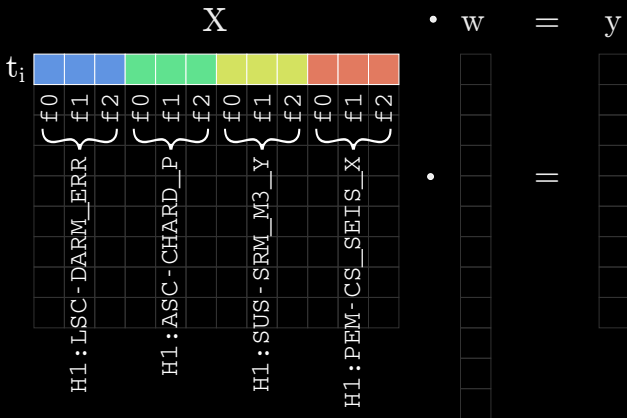 X • w = y
t_i
f0 f1 f2 f0 f1 f2 f0 f1 f2 f0 f1 f2
H1:LSC-DARM_ERR
H1:ASC-CHARD_P
H1:SUS-SRM_M3_Y
H1:PEM-CS_SEIS_X
• =